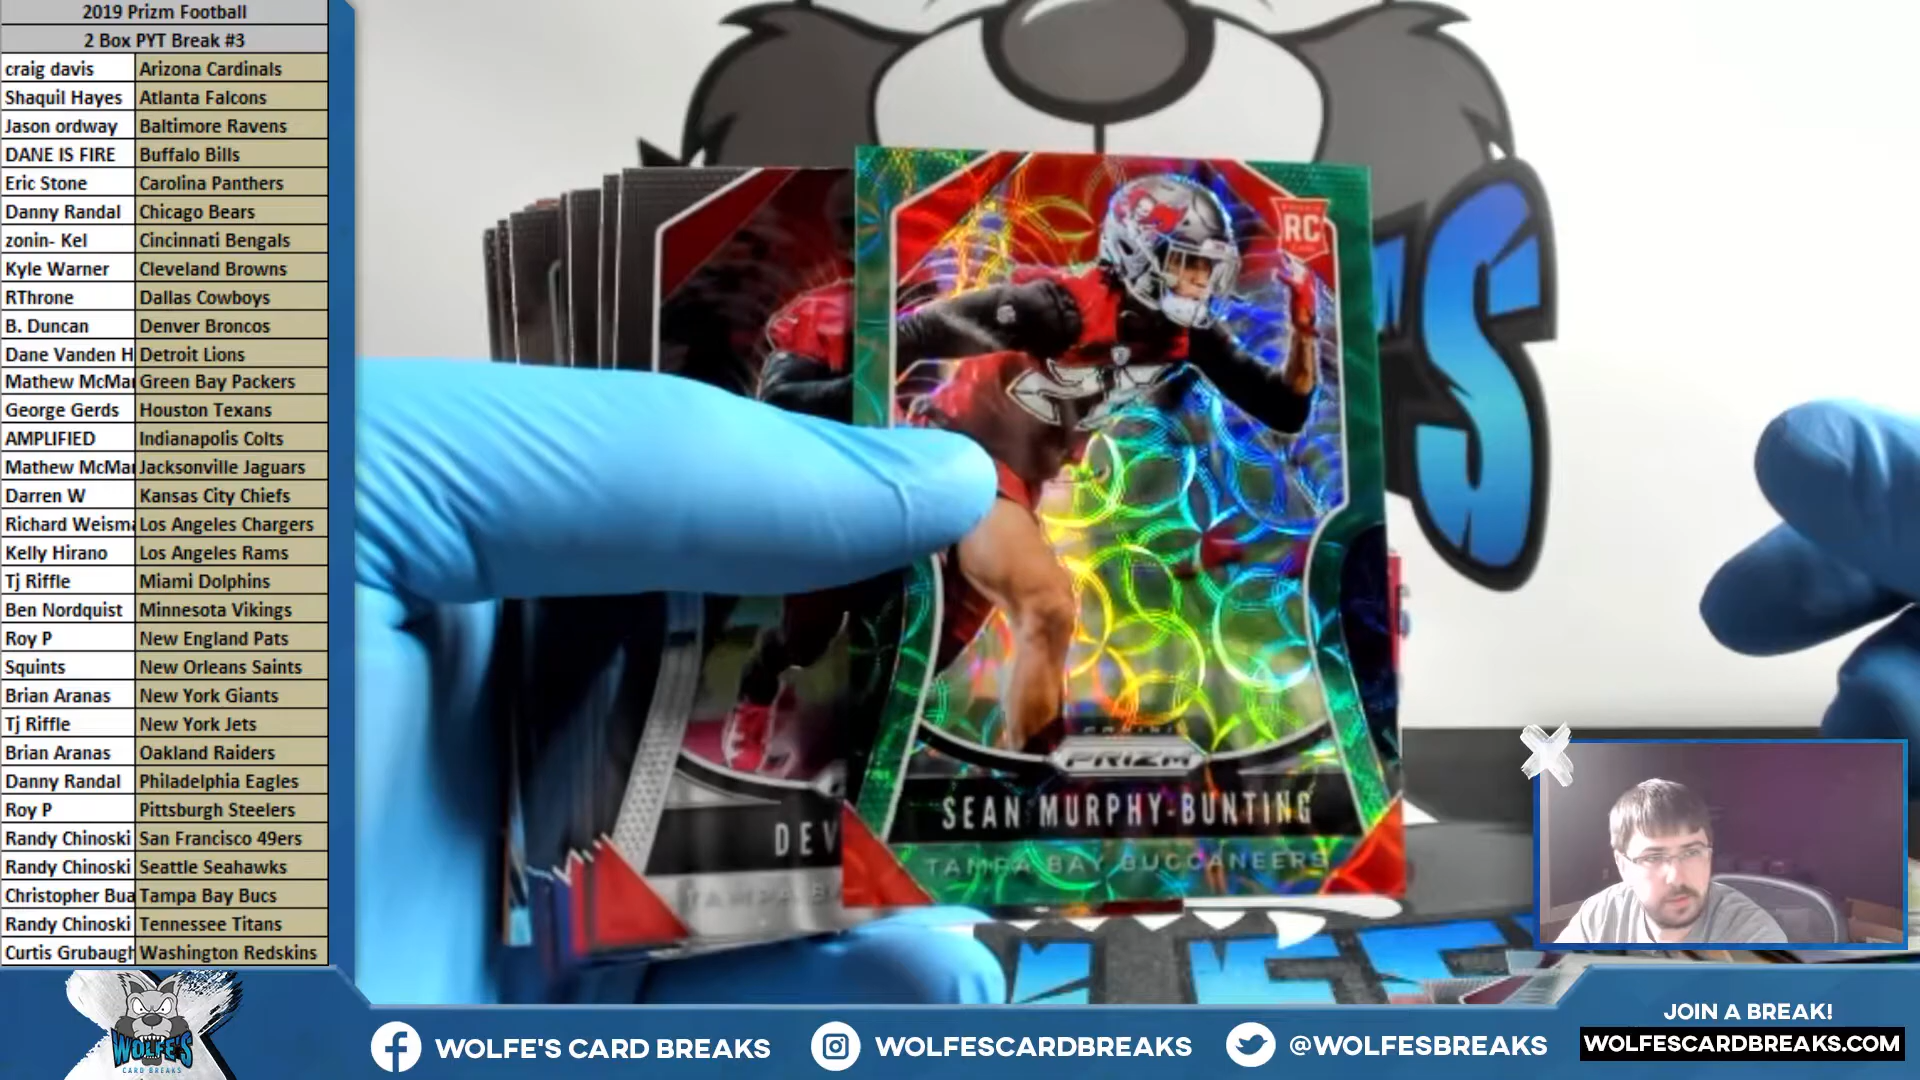 2019 Prizm Football
2 Box PYT Break #3
craig davis Arizona Cardinals
Shaquil Hayes Atlanta Falcons
Jason ordway Baltimore Ravens
DANE IS FIRE Buffalo Bills
Eric Stone Carolina Panthers
Danny Randal Chicago Bears
zonin- Kel Cincinnati Bengals
Kyle Warner Cleveland Browns
RThrone Dallas Cowboys
B. Duncan Denver Broncos
Dane Vanden H Detroit Lions
Mathew McMa Green Bay Packers
George Gerds Houston Texans
AMPLIFIED Indianapolis Colts
Mathew McMa Jacksonville Jaguars
Darren W Kansas City Chiefs
Richard Weism Los Angeles Chargers
Kelly Hirano Los Angeles Rams
Tj Riffle Miami Dolphins
Ben Nordquist Minnesota Vikings
Roy P New England Pats
Squints New Orleans Saints
Brian Aranas New York Giants
Tj Riffle New York Jets
Brian Aranas Oakland Raiders
Danny Randal Philadelphia Eagles
Roy P Pittsburgh Steelers
Randy Chinoski San Francisco 49ers
Randy Chinoski Seattle Seahawks
Christopher Bua Tampa Bay Bucs
Randy Chinoski Tennessee Titans
Curtis Grubaugh Washington Redskins
RC
PANINI
PRIZM
SEAN MURPHY-BUNTING
TAMPA BAY BUCCANEERS
DEV
TAMPA B
S
WOLFE'S
CARD BREAKS
WOLFE'S CARD BREAKS
WOLFESCARDBREAKS
@WOLFESBREAKS
JOIN A BREAK!
WOLFESCARDBREAKS.COM